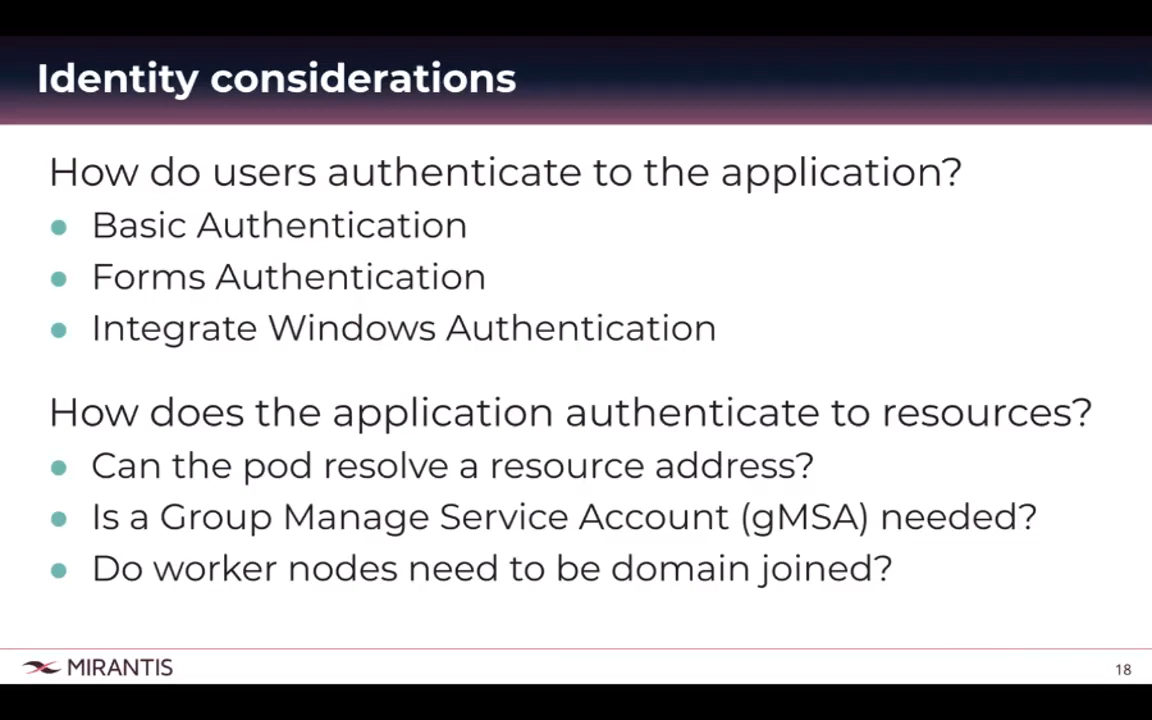 Identity considerations
How do users authenticate to the application?
Basic Authentication
Forms Authentication
Integrate Windows Authentication
How does the application authenticate to resources?
Can the pod resolve a resource address?
Is a Group Manage Service Account (gMSA) needed?
Do worker nodes need to be domain joined?
MIRANTIS
18